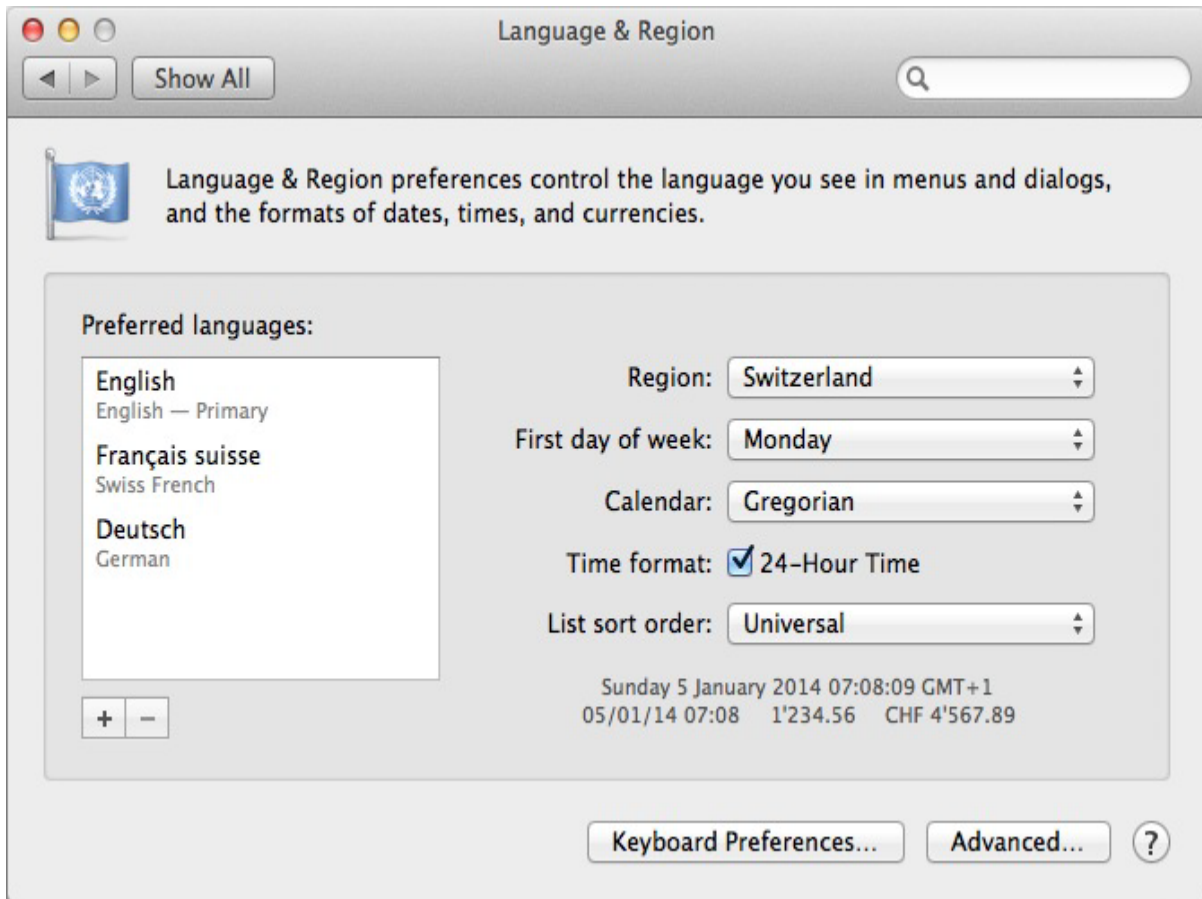 Language & Region
Show All
Language & Region preferences control the language you see in menus and dialogs,
and the formats of dates, times, and currencies.
Preferred languages:
English
English — Primary
Français suisse
Swiss French
Deutsch
German
+ −
Region: Switzerland
First day of week: Monday
Calendar: Gregorian
Time format: 24-Hour Time
List sort order: Universal
Sunday 5 January 2014 07:08:09 GMT+1
05/01/14 07:08 1'234.56 CHF 4'567.89
Keyboard Preferences... Advanced... ?